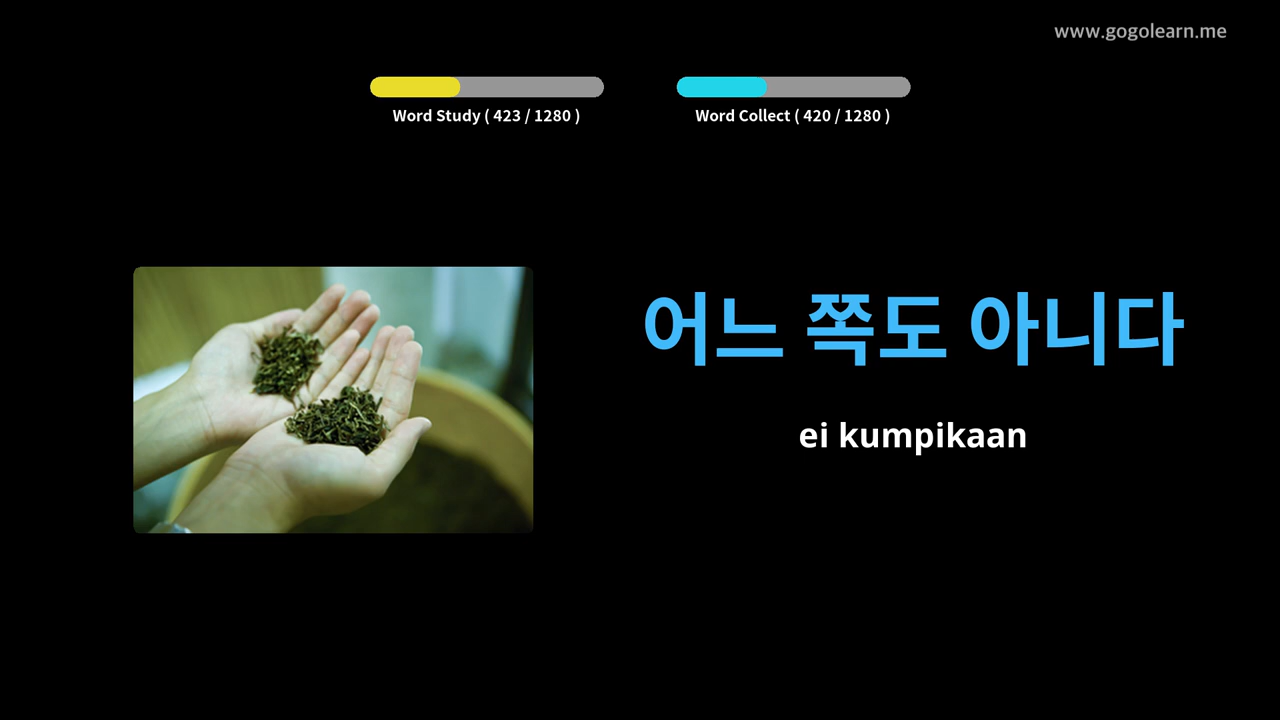 www.gogolearn.me
Word Study ( 423 / 1280 )
Word Collect ( 420 / 1280 )
어느 쪽도 아니다
ei kumpikaan